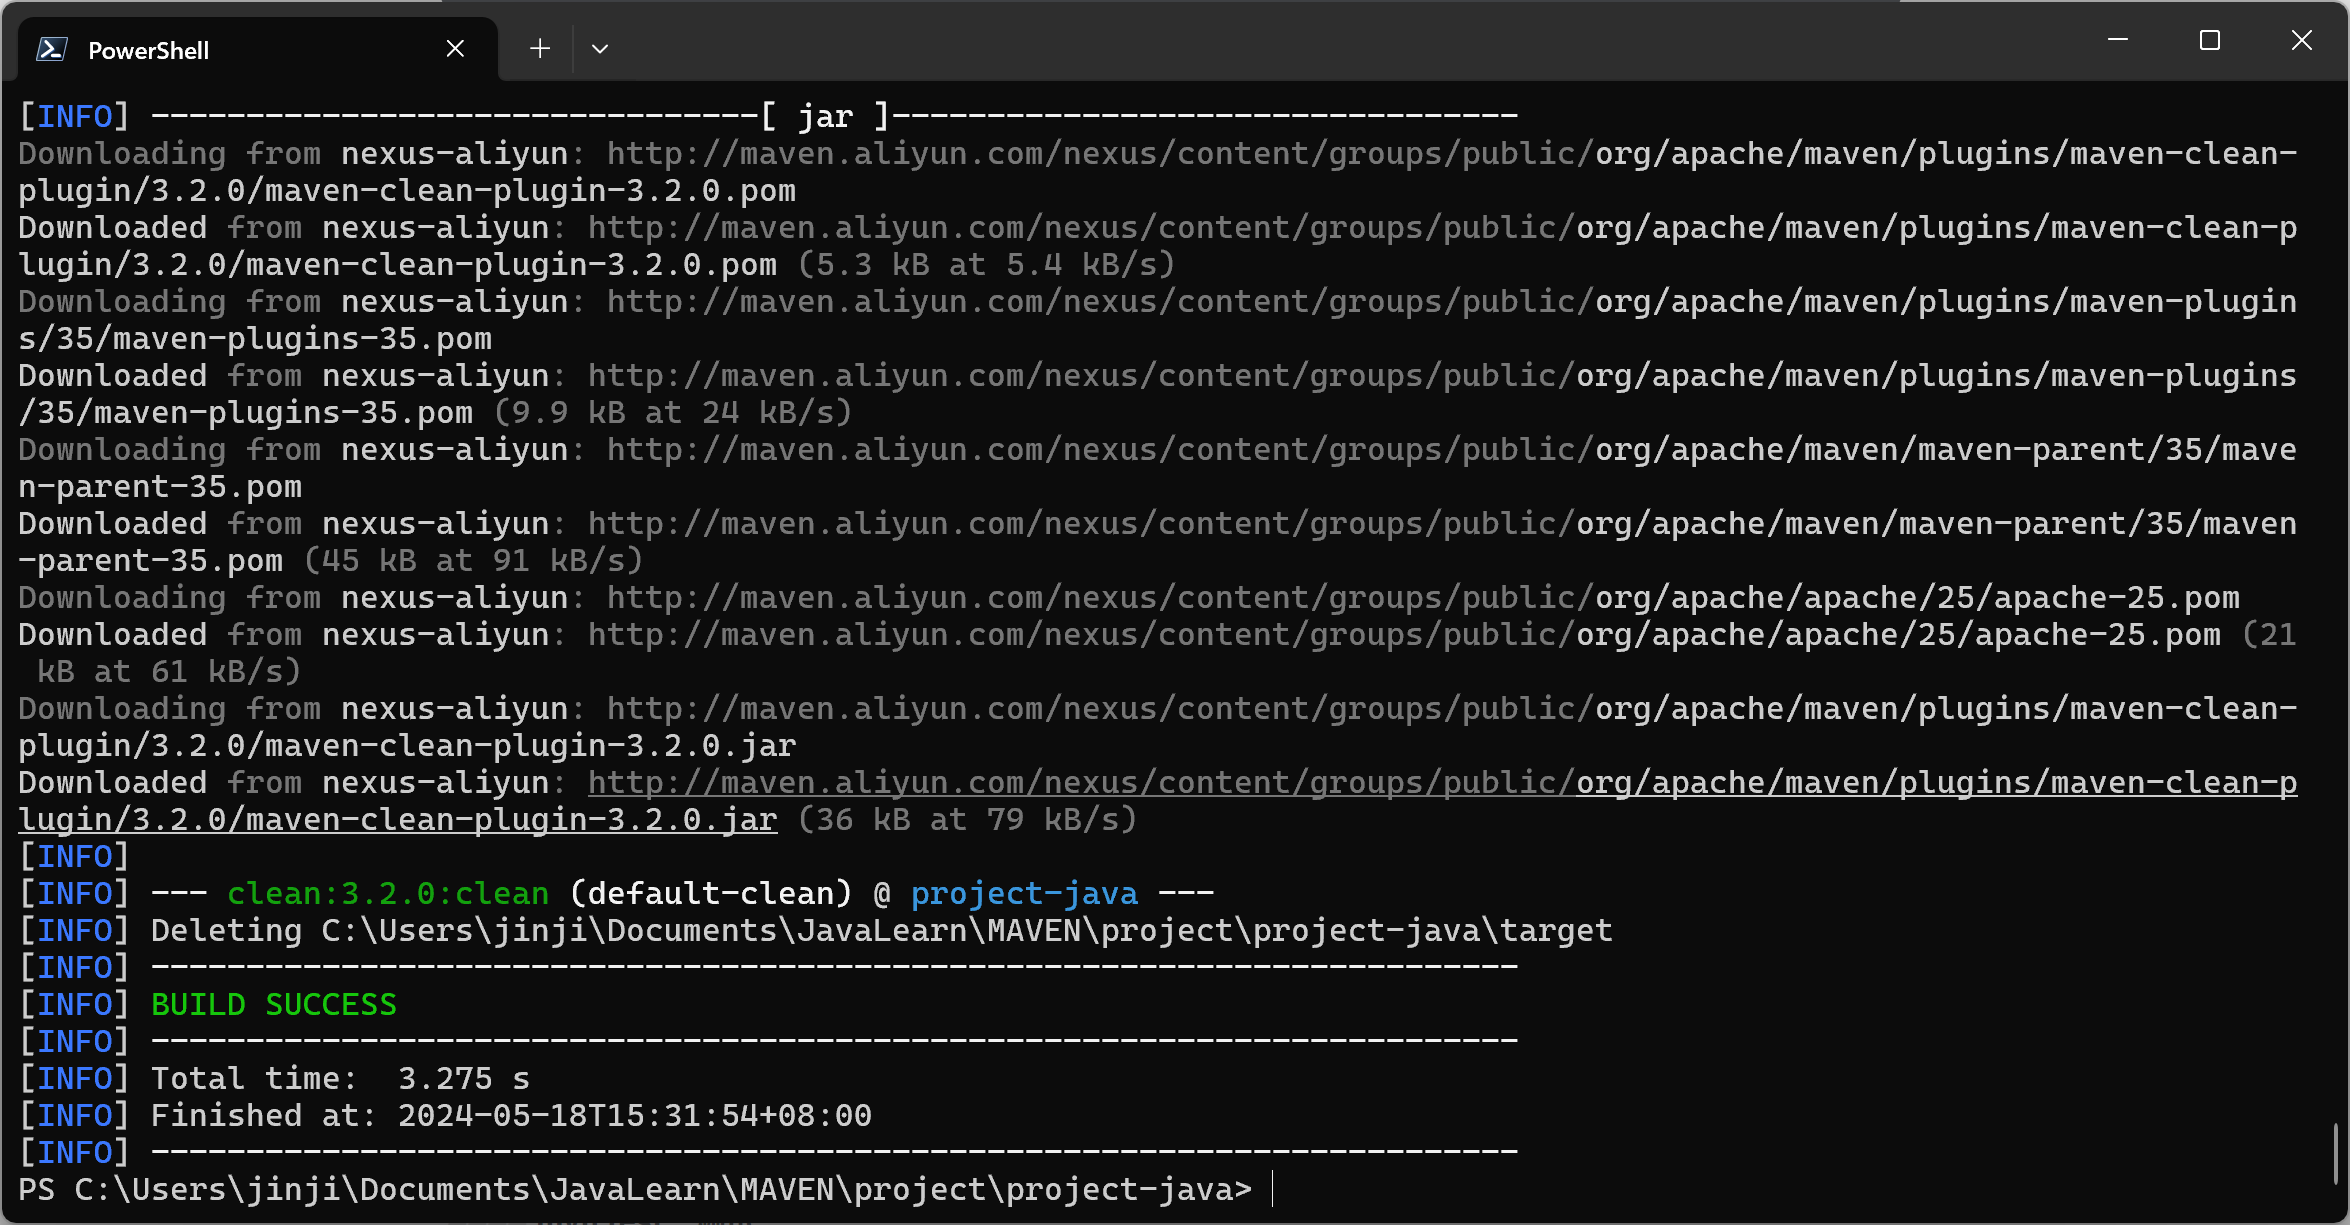 PowerShell
[INFO] --------------------------------[ jar ]---------------------------------
Downloading from nexus-aliyun: http://maven.aliyun.com/nexus/content/groups/public/org/apache/maven/plugins/maven-clean-
plugin/3.2.0/maven-clean-plugin-3.2.0.pom
Downloaded from nexus-aliyun: http://maven.aliyun.com/nexus/content/groups/public/org/apache/maven/plugins/maven-clean-p
lugin/3.2.0/maven-clean-plugin-3.2.0.pom (5.3 kB at 5.4 kB/s)
Downloading from nexus-aliyun: http://maven.aliyun.com/nexus/content/groups/public/org/apache/maven/plugins/maven-plugin
s/35/maven-plugins-35.pom
Downloaded from nexus-aliyun: http://maven.aliyun.com/nexus/content/groups/public/org/apache/maven/plugins/maven-plugins
/35/maven-plugins-35.pom (9.9 kB at 24 kB/s)
Downloading from nexus-aliyun: http://maven.aliyun.com/nexus/content/groups/public/org/apache/maven/maven-parent/35/mave
n-parent-35.pom
Downloaded from nexus-aliyun: http://maven.aliyun.com/nexus/content/groups/public/org/apache/maven/maven-parent/35/maven
-parent-35.pom (45 kB at 91 kB/s)
Downloading from nexus-aliyun: http://maven.aliyun.com/nexus/content/groups/public/org/apache/apache/25/apache-25.pom
Downloaded from nexus-aliyun: http://maven.aliyun.com/nexus/content/groups/public/org/apache/apache/25/apache-25.pom (21
 kB at 61 kB/s)
Downloading from nexus-aliyun: http://maven.aliyun.com/nexus/content/groups/public/org/apache/maven/plugins/maven-clean-
plugin/3.2.0/maven-clean-plugin-3.2.0.jar
Downloaded from nexus-aliyun: http://maven.aliyun.com/nexus/content/groups/public/org/apache/maven/plugins/maven-clean-p
lugin/3.2.0/maven-clean-plugin-3.2.0.jar (36 kB at 79 kB/s)
[INFO]
[INFO] --- clean:3.2.0:clean (default-clean) @ project-java ---
[INFO] Deleting C:\Users\jinji\Documents\JavaLearn\MAVEN\project\project-java\target
[INFO] ------------------------------------------------------------------------
[INFO] BUILD SUCCESS
[INFO] ------------------------------------------------------------------------
[INFO] Total time:  3.275 s
[INFO] Finished at: 2024-05-18T15:31:54+08:00
[INFO] ------------------------------------------------------------------------
PS C:\Users\jinji\Documents\JavaLearn\MAVEN\project\project-java>